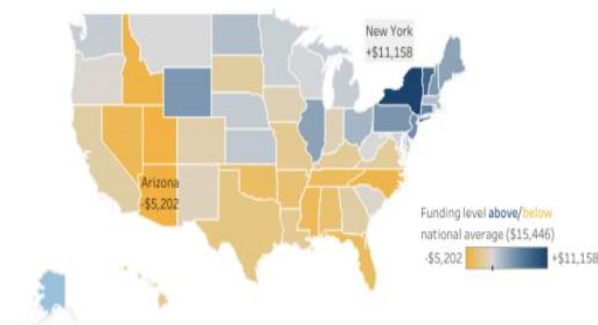 New York
+$11,158
Arizona
-$5,202
Funding level above/below
national average ($15,446)
-$5,202 +$11,158